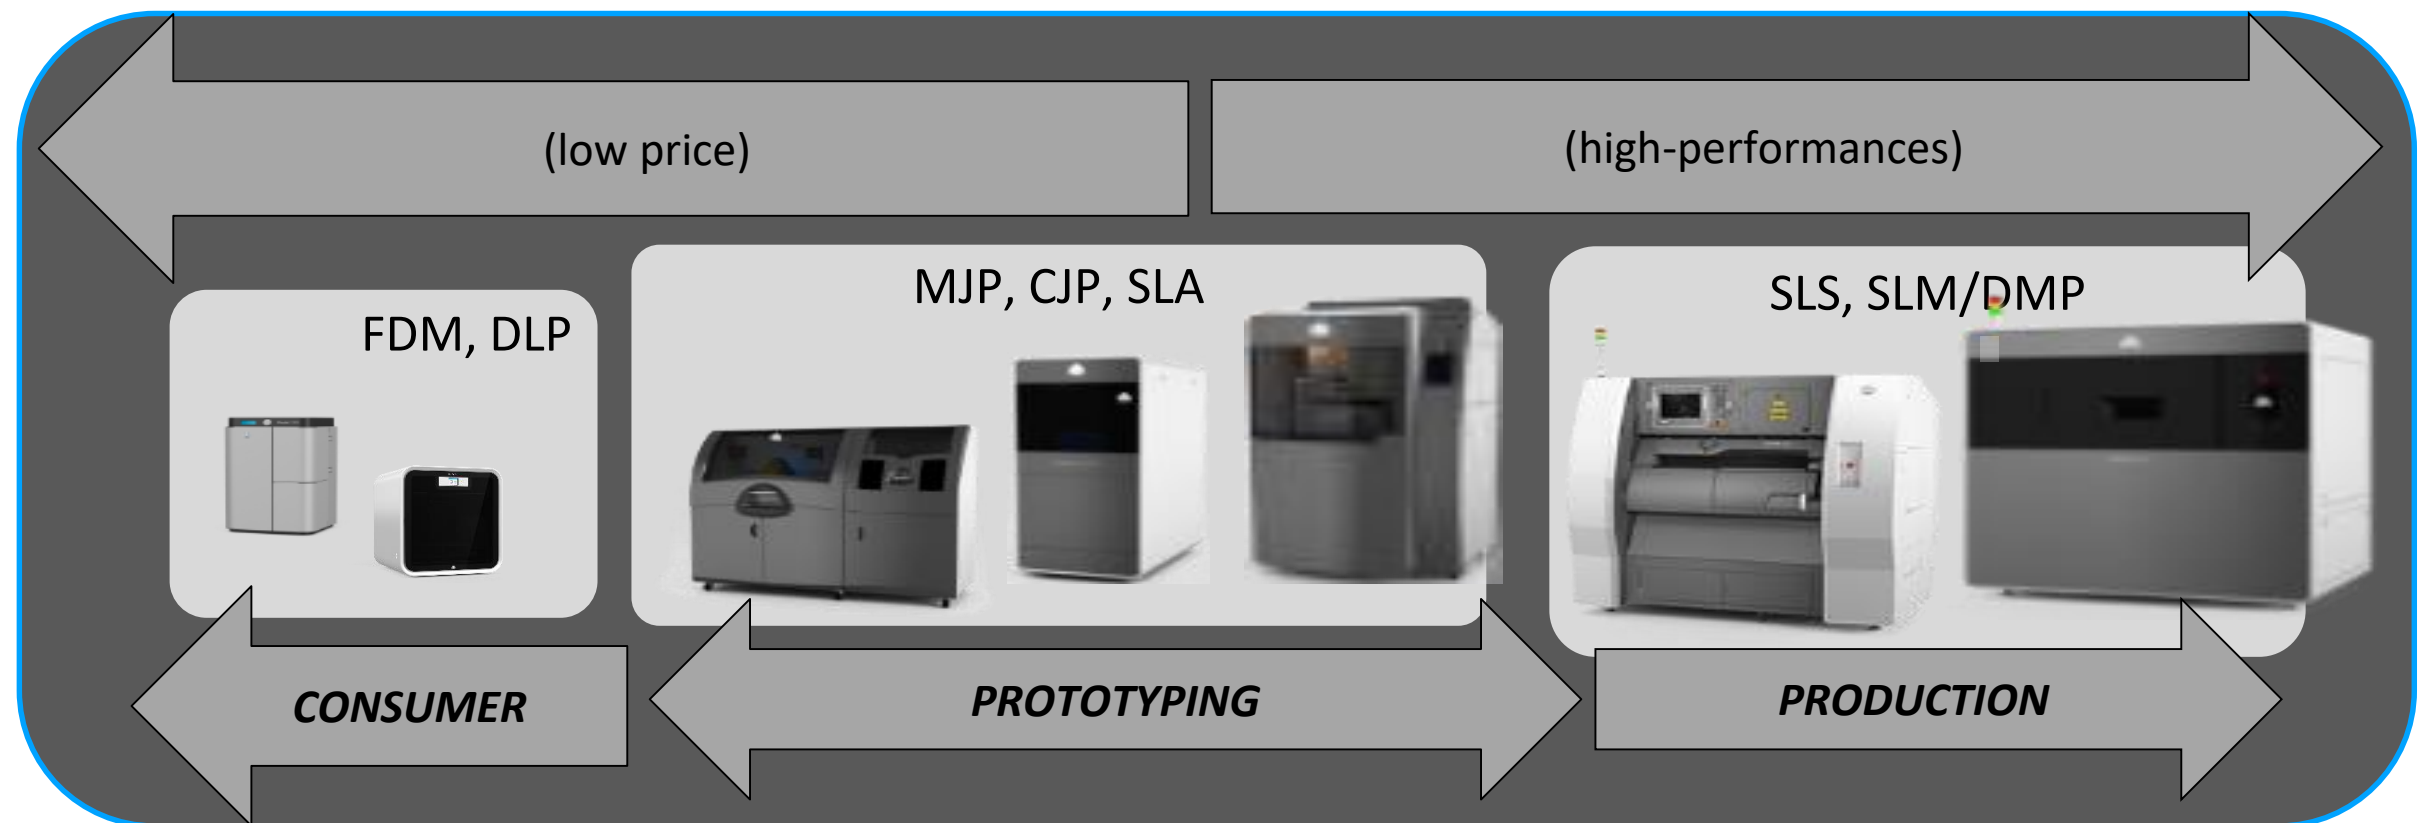 (low price)
(high-performances)
FDM, DLP
MJP, CJP, SLA
SLS, SLM/DMP
CONSUMER
PROTOTYPING
PRODUCTION